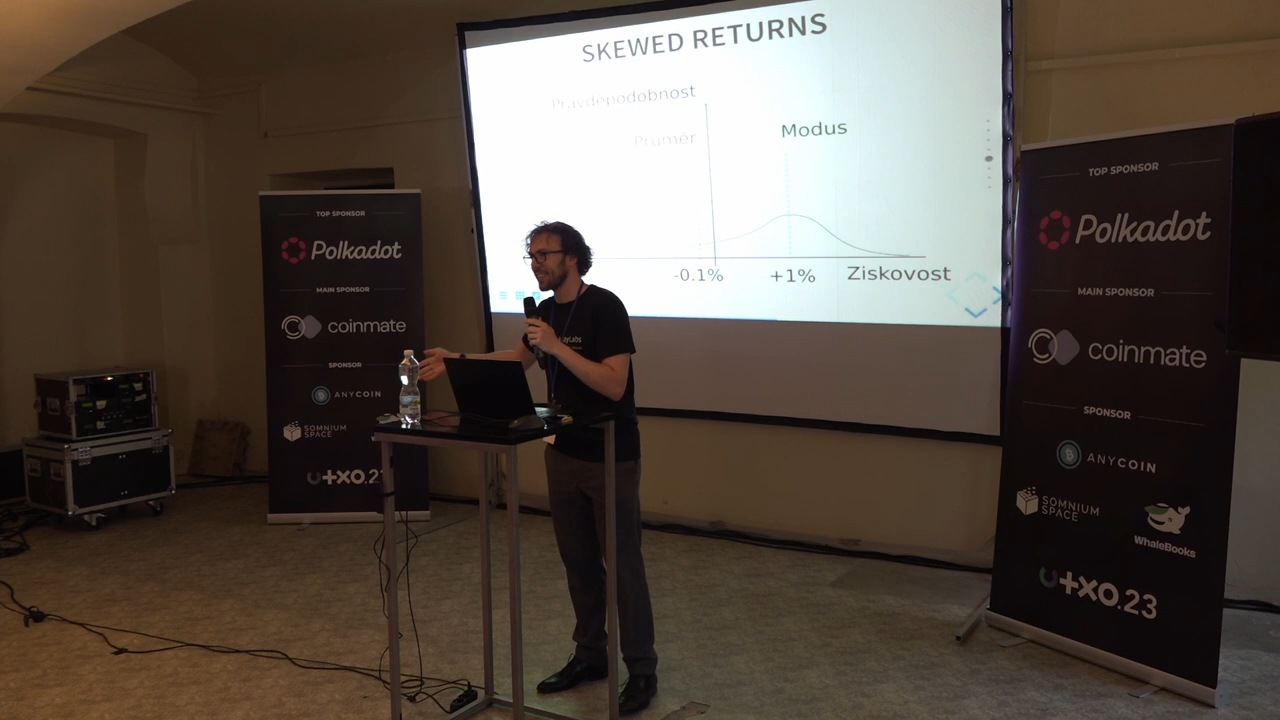 SKEWED RETURNS
Pravděpodobnost
Průměr
Modus
-0.1%
+1%
Ziskovost
TOP SPONSOR
Polkadot
MAIN SPONSOR
coinmate
SPONSOR
ANYCOIN
SOMNIUM
SPACE
TOP SPONSOR
Polkadot
MAIN SPONSOR
coinmate
SPONSOR
ANYCOIN
SOMNIUM
SPACE
WhaleBooks
utxo.23